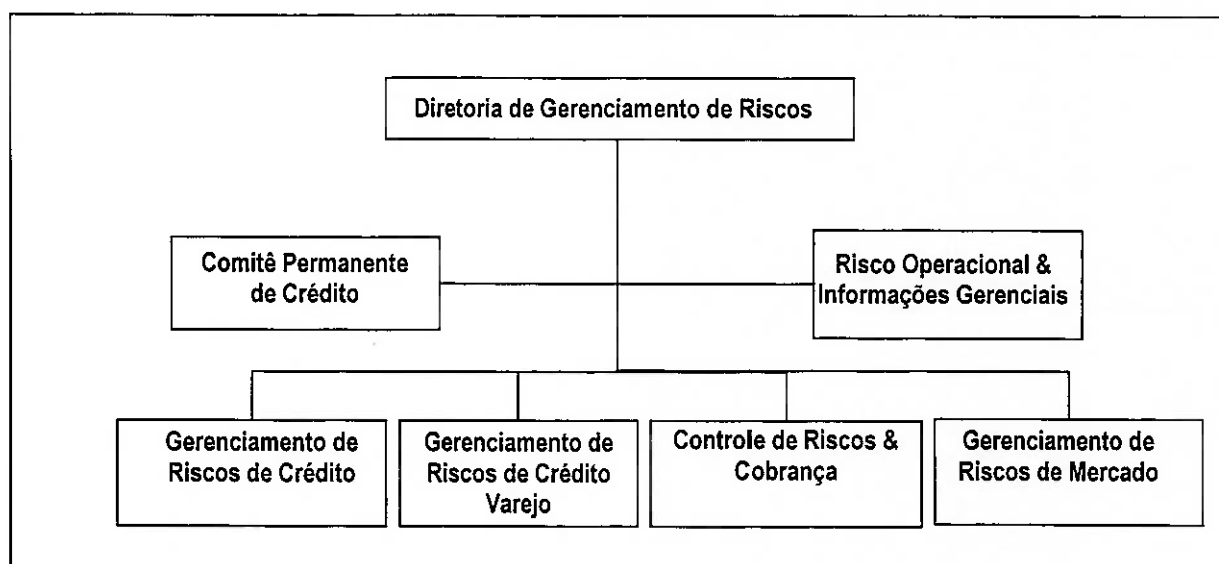 Diretoria de Gerenciamento de Riscos
Comitê Permanente
de Crédito
Risco Operacional &
Informações Gerenciais
Gerenciamento de
Riscos de Crédito
Gerenciamento de
Riscos de Crédito
Varejo
Controle de Riscos &
Cobrança
Gerenciamento de
Riscos de Mercado